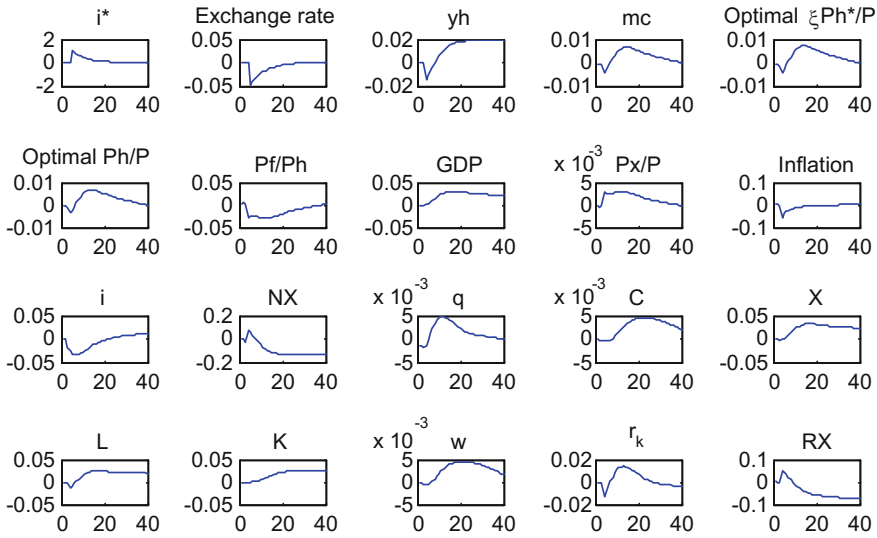 i* Exchange rate yh mc Optimal ξPh*/P
2 0.05 0.02 0.01 0.01
0 0 0 0 0
-2 -0.05 -0.02 -0.01 -0.01
0 20 40 0 20 40 0 20 40 0 20 40 0 20 40
Optimal Ph/P Pf/Ph GDP x 10⁻³ Px/P Inflation
0.01 0.05 0.05 5 0.1
0 0 0 0 0
-0.01 -0.05 0.05 5 -0.1
0 20 40 0 20 40 0 20 40 0 20 40 0 20 40
i NX x 10⁻³ q x 10⁻³ C X
0.05 0.2 5 5 0.05
0 0 0 0 0
-0.05 -0.2 5 5 -0.05
0 20 40 0 20 40 0 20 40 0 20 40 0 20 40
L K x 10⁻³ w rₖ RX
0.05 0.05 5 0.02 0.1
0 0 0 0 0
-0.05 -0.05 5 -0.02 -0.1
0 20 40 0 20 40 0 20 40 0 20 40 0 20 40